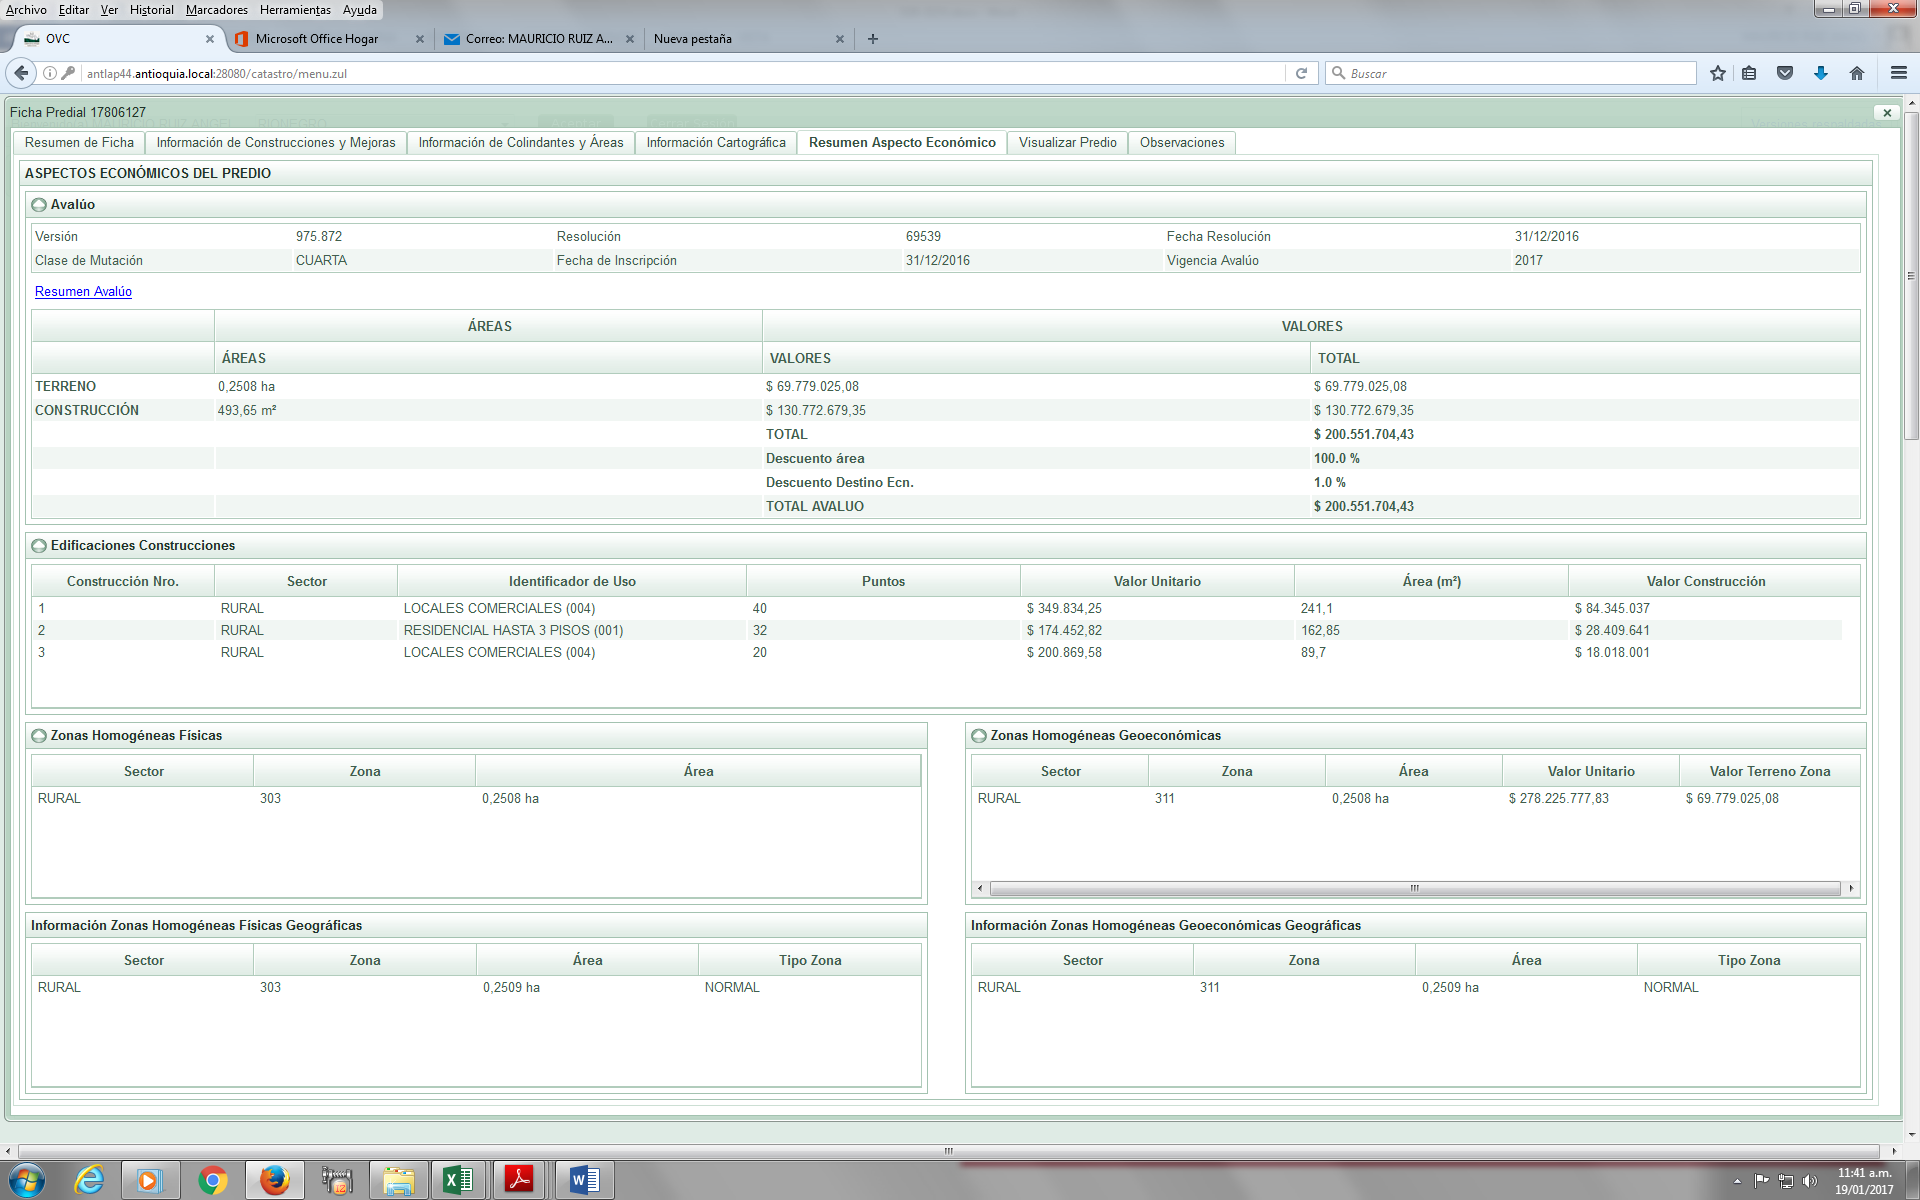 Archivo Editar Ver Historial Marcadores Herramientas Ayuda
OVC Microsoft Office Hogar Correo: MAURICIO RUIZ A... Nueva pestaña
antlap44.antioquia.local:28080/catastro/menu.zul Buscar
Ficha Predial 17806127
Resumen de Ficha Información de Construcciones y Mejoras Información de Colindantes y Áreas Información Cartográfica Resumen Aspecto Económico Visualizar Predio Observaciones
ASPECTOS ECONÓMICOS DEL PREDIO
Avalúo
Versión 975.872 Resolución 69539 Fecha Resolución 31/12/2016
Clase de Mutación CUARTA Fecha de Inscripción 31/12/2016 Vigencia Avalúo 2017
Resumen Avalúo
ÁREAS VALORES
ÁREAS VALORES TOTAL
TERRENO 0,2508 ha $ 69.779.025,08 $ 69.779.025,08
CONSTRUCCIÓN 493,65 m² $ 130.772.679,35 $ 130.772.679,35
TOTAL $ 200.551.704,43
Descuento área 100.0 %
Descuento Destino Ecn. 1.0 %
TOTAL AVALUO $ 200.551.704,43
Edificaciones Construcciones
Construcción Nro. Sector Identificador de Uso Puntos Valor Unitario Área (m²) Valor Construcción
1 RURAL LOCALES COMERCIALES (004) 40 $ 349.834,25 241,1 $ 84.345.037
2 RURAL RESIDENCIAL HASTA 3 PISOS (001) 32 $ 174.452,82 162,85 $ 28.409.641
3 RURAL LOCALES COMERCIALES (004) 20 $ 200.869,58 89,7 $ 18.018.001
Zonas Homogéneas Físicas Zonas Homogéneas Geoeconómicas
Sector Zona Área Sector Zona Área Valor Unitario Valor Terreno Zona
RURAL 303 0,2508 ha RURAL 311 0,2508 ha $ 278.225.777,83 $ 69.779.025,08
Información Zonas Homogéneas Físicas Geográficas Información Zonas Homogéneas Geoeconómicas Geográficas
Sector Zona Área Tipo Zona Sector Zona Área Tipo Zona
RURAL 303 0,2509 ha NORMAL RURAL 311 0,2509 ha NORMAL
11:41 a.m.
19/01/2017